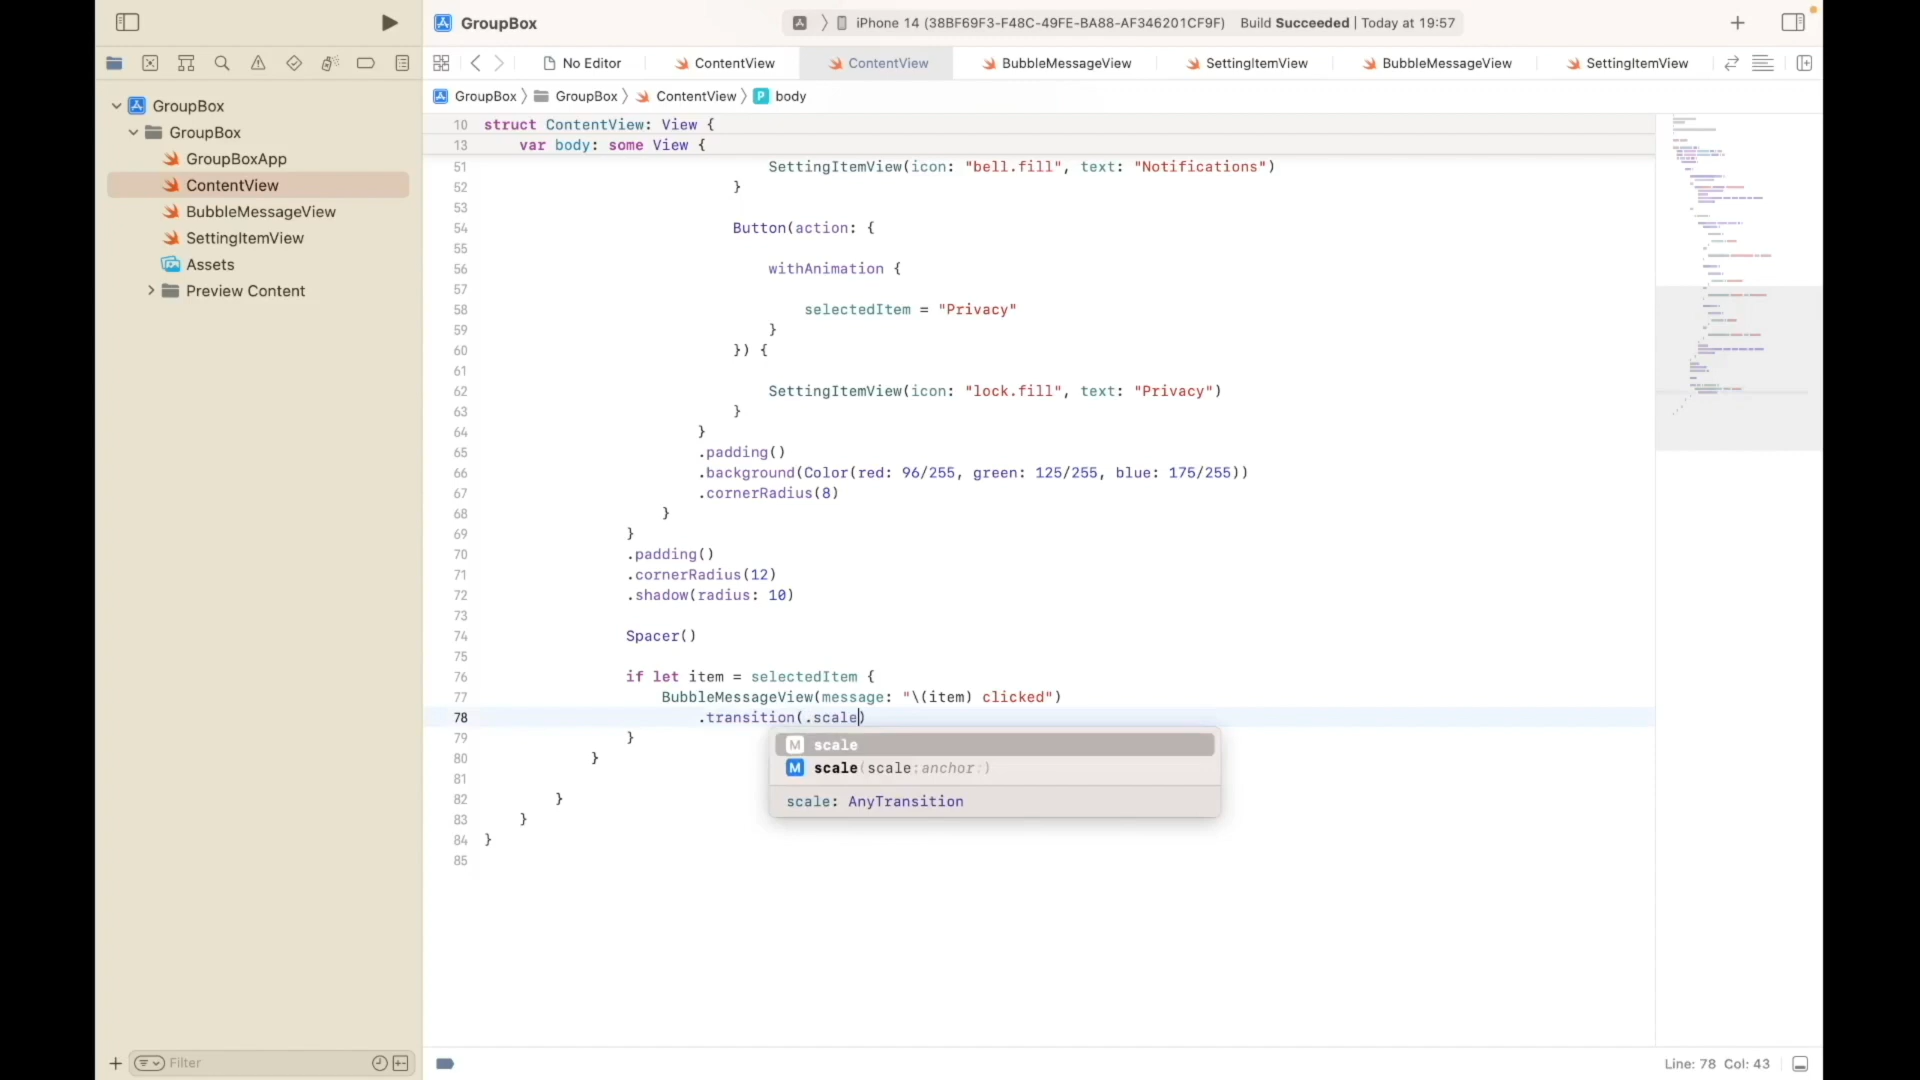 GroupBox
iPhone 14 (38BF69F3-F48C-49FE-BA88-AF346201CF9F) Build Succeeded | Today at 19:57
No Editor
ContentView
ContentView
BubbleMessageView
SettingItemView
BubbleMessageView
SettingItemView
GroupBox
GroupBox
GroupBoxApp
ContentView
BubbleMessageView
SettingItemView
Assets
Preview Content
GroupBox GroupBox ContentView P body
10 struct ContentView: View {
13 var body: some View {
51 SettingItemView(icon: "bell.fill", text: "Notifications")
52 }
53
54 Button(action: {
55
56 withAnimation {
57
58 selectedItem = "Privacy"
59 }
60 }) {
61
62 SettingItemView(icon: "lock.fill", text: "Privacy")
63 }
64 }
65 .padding()
66 .background(Color(red: 96/255, green: 125/255, blue: 175/255))
67 .cornerRadius(8)
68 }
69 }
70 .padding()
71 .cornerRadius(12)
72 .shadow(radius: 10)
73
74 Spacer()
75
76 if let item = selectedItem {
77 BubbleMessageView(message: "\(item) clicked")
78 .transition(.scale)
79 }
80 }
81
82 }
83 }
84 }
85
M scale
M scale(scale:anchor:)
scale: AnyTransition
Filter
Line: 78 Col: 43